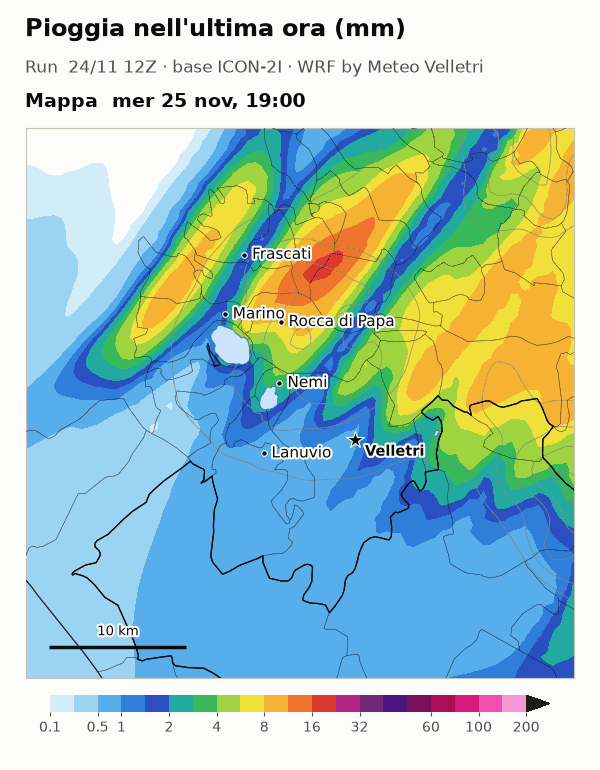 Pioggia nell'ultima ora (mm)
Run  24/11 12Z · base ICON-2I · WRF by Meteo Velletri
Mappa  mer 25 nov, 19:00
Frascati
Marino
Rocca di Papa
Nemi
Velletri
Lanuvio
10 km
0.1 0.5 1 2 4 8 16 32 60 100 200